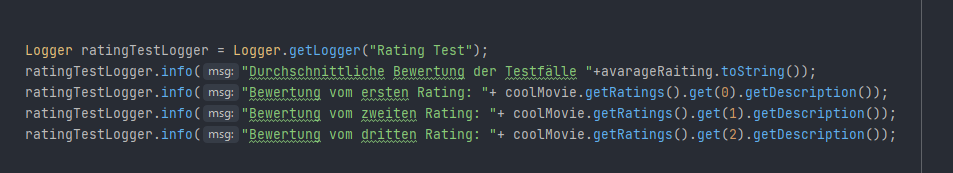 Logger ratingTestLogger = Logger.getLogger("Rating Test");
ratingTestLogger.info( msg: "Durchschnittliche Bewertung der Testfälle "+avarageRaiting.toString());
ratingTestLogger.info( msg: "Bewertung vom ersten Rating: "+ coolMovie.getRatings().get(0).getDescription());
ratingTestLogger.info( msg: "Bewertung vom zweiten Rating: "+ coolMovie.getRatings().get(1).getDescription());
ratingTestLogger.info( msg: "Bewertung vom dritten Rating: "+ coolMovie.getRatings().get(2).getDescription());